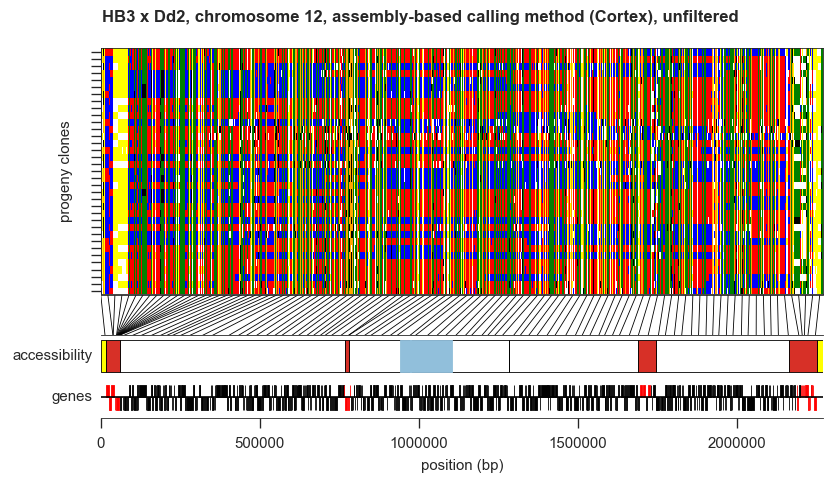 HB3 x Dd2, chromosome 12, assembly-based calling method (Cortex), unfiltered
progeny clones
accessibility
genes
0 500000 1000000 1500000 2000000
position (bp)